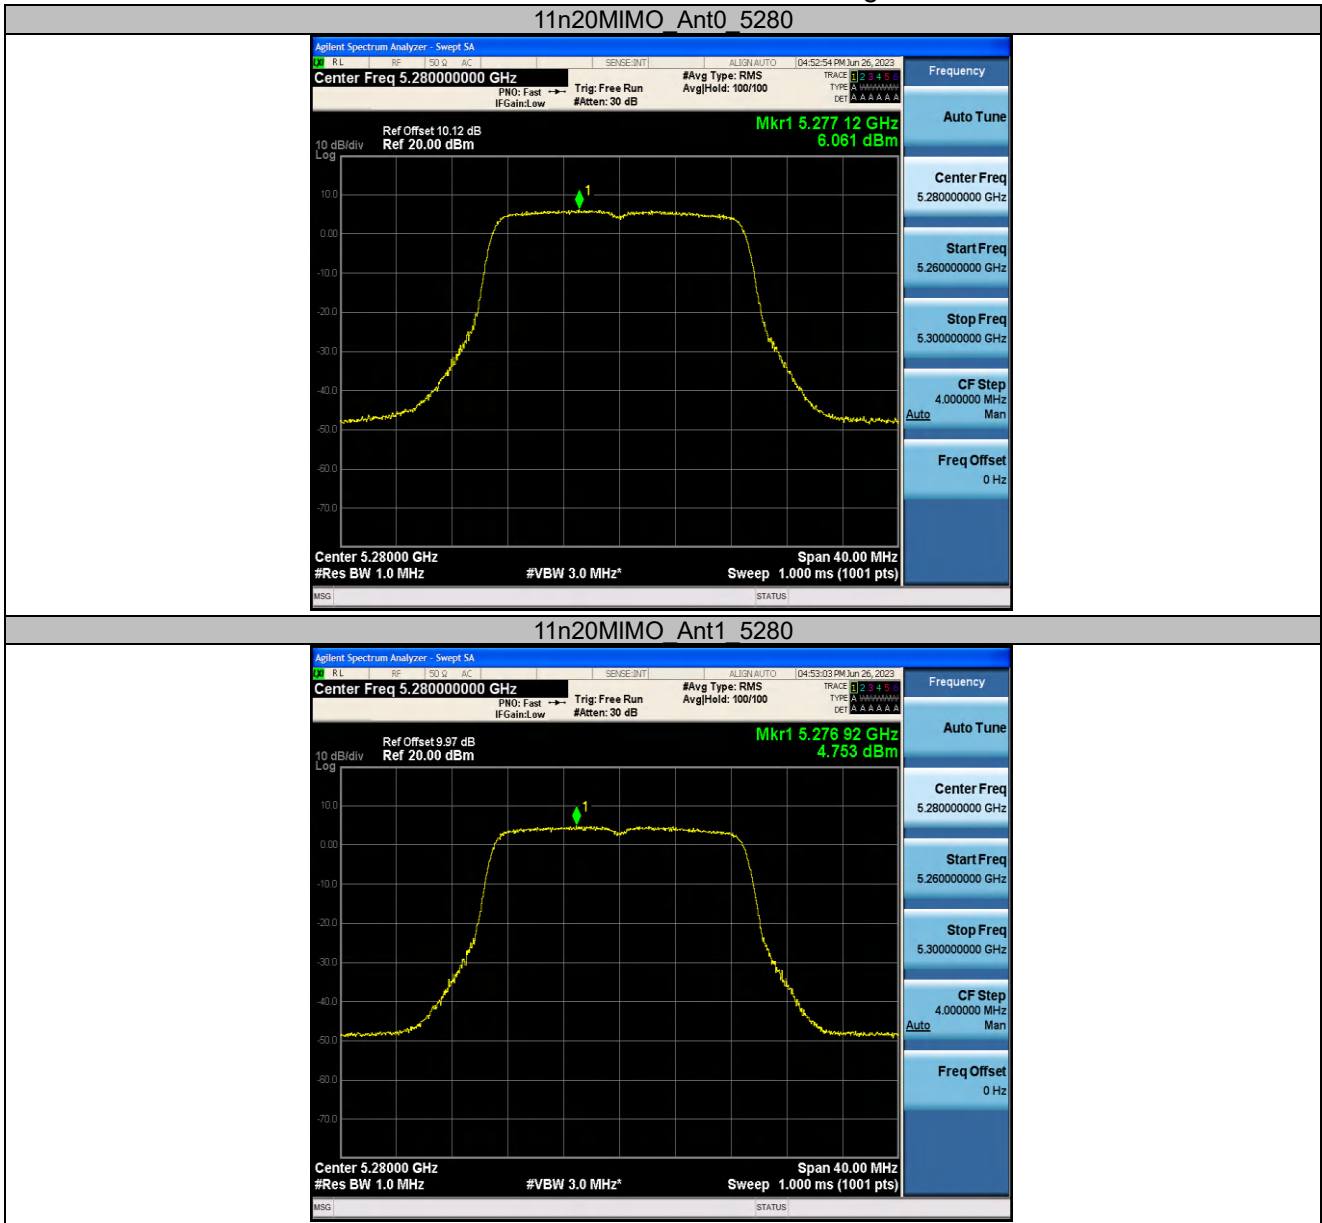 11n20MIMO_Ant0_5280
Agilent Spectrum Analyzer - Swept SA
RL RF 50 Ω AC SENSE:INT ALIGNAUTO 04:52:54 PM Jun 26, 2023
Center Freq 5.280000000 GHz
PNO: Fast
IFGain:Low
Trig: Free Run
#Atten: 30 dB
#Avg Type: RMS
Avg|Hold: 100/100
TRACE 1 2 3 4 5 6
TYPE A
DET A A A A A A
Frequency
Mkr1 5.277 12 GHz
6.061 dBm
Ref Offset 10.12 dB
10 dB/div Ref 20.00 dBm
Log
1
10.0
0.00
-10.0
-20.0
-30.0
-40.0
-50.0
-60.0
-70.0
Center 5.28000 GHz Span 40.00 MHz
#Res BW 1.0 MHz #VBW 3.0 MHz* Sweep 1.000 ms (1001 pts)
MSG STATUS
Auto Tune
Center Freq
5.280000000 GHz
Start Freq
5.260000000 GHz
Stop Freq
5.300000000 GHz
CF Step
4.000000 MHz
Auto Man
Freq Offset
0 Hz
11n20MIMO_Ant1_5280
Agilent Spectrum Analyzer - Swept SA
RL RF 50 Ω AC SENSE:INT ALIGNAUTO 04:53:03 PM Jun 26, 2023
Center Freq 5.280000000 GHz
PNO: Fast
IFGain:Low
Trig: Free Run
#Atten: 30 dB
#Avg Type: RMS
Avg|Hold: 100/100
TRACE 1 2 3 4 5 6
TYPE A
DET A A A A A A
Frequency
Mkr1 5.276 92 GHz
4.753 dBm
Ref Offset 9.97 dB
10 dB/div Ref 20.00 dBm
Log
1
10.0
0.00
-10.0
-20.0
-30.0
-40.0
-50.0
-60.0
-70.0
Center 5.28000 GHz Span 40.00 MHz
#Res BW 1.0 MHz #VBW 3.0 MHz* Sweep 1.000 ms (1001 pts)
MSG STATUS
Auto Tune
Center Freq
5.280000000 GHz
Start Freq
5.260000000 GHz
Stop Freq
5.300000000 GHz
CF Step
4.000000 MHz
Auto Man
Freq Offset
0 Hz